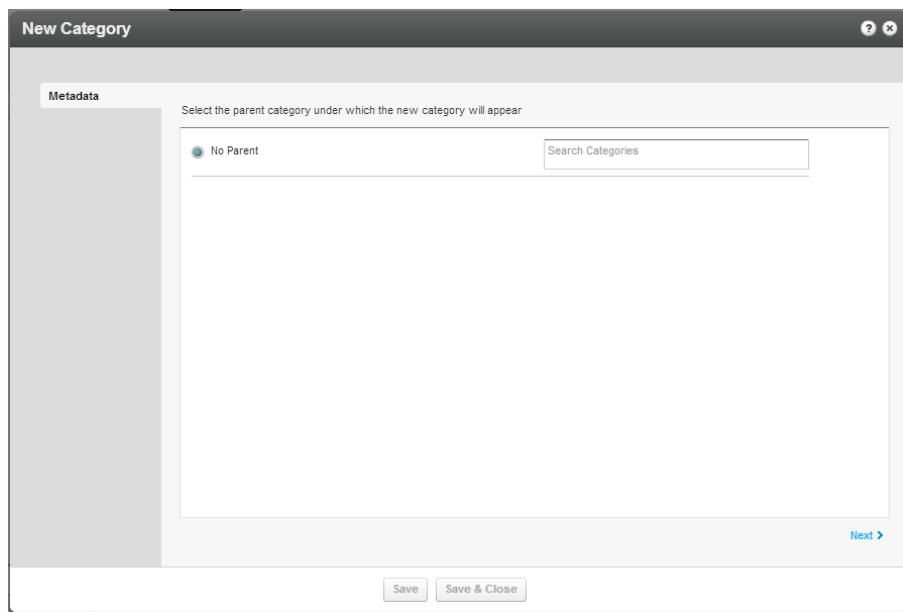 New Category
Metadata
Select the parent category under which the new category will appear
No Parent
Search Categories
Next
Save
Save & Close